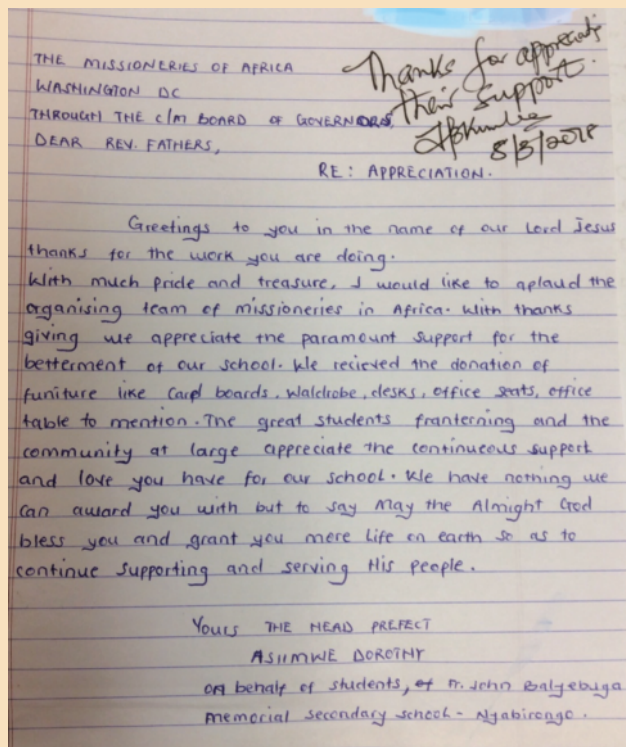 THE MISSIONERIES OF AFRICA
WASHINGTON DC
THROUGH THE C/M BOARD OF GOVERNORS,
DEAR REV. FATHERS,
Thanks for appreciating
their support.
8/3/2018
RE: APPRECIATION.
Greetings to you in the name of our Lord Jesus
thanks for the work you are doing.
With much pride and treasure, I would like to aplaud the
organising team of missioneries in Africa. With thanks
giving we appreciate the paramount support for the
betterment of our school. We recieved the donation of
funiture like Card boards, Waldrobe, desks, office seats, office
table to mention. The great students franterning and the
community at large appreciate the continueous support
and love you have for our school. We have nothing we
can award you with but to say May the Almight God
bless you and grant you more life on earth so as to
continue supporting and serving His people.
Yours THE HEAD PREFECT
ASIIMWE DOROTHY
on behalf of students, of Fr. John Balyebuga
memorial secondary school - Nyabirongo.